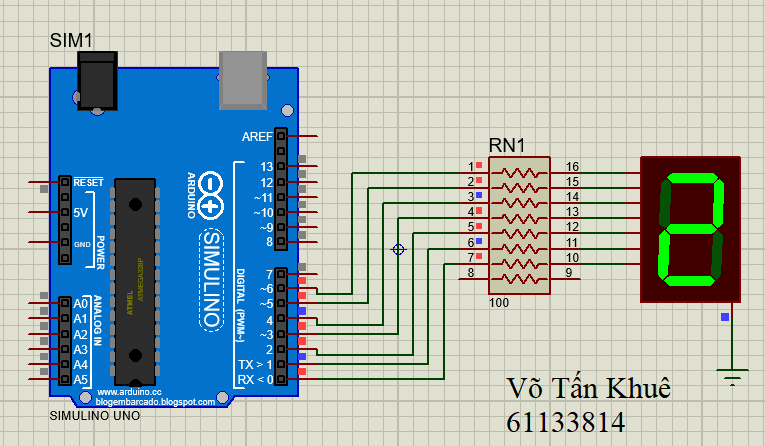 SIM1
RN1
AREF
13
12
~11
~10
~9
8
7
~6
~5
4
~3
2
TX > 1
RX < 0
RESET
5V
GND
POWER
A0
A1
A2
A3
A4
A5
ANALOG IN
ATMEL
ATMEGA328P
ARDUINO
SIMULINO
DIGITAL (PWM~)
www.arduino.cc
blogembarcado.blogspot.com
SIMULINO UNO
1
2
3
4
5
6
7
8
16
15
14
13
12
11
10
9
100
2
Võ Tấn Khuê
61133814